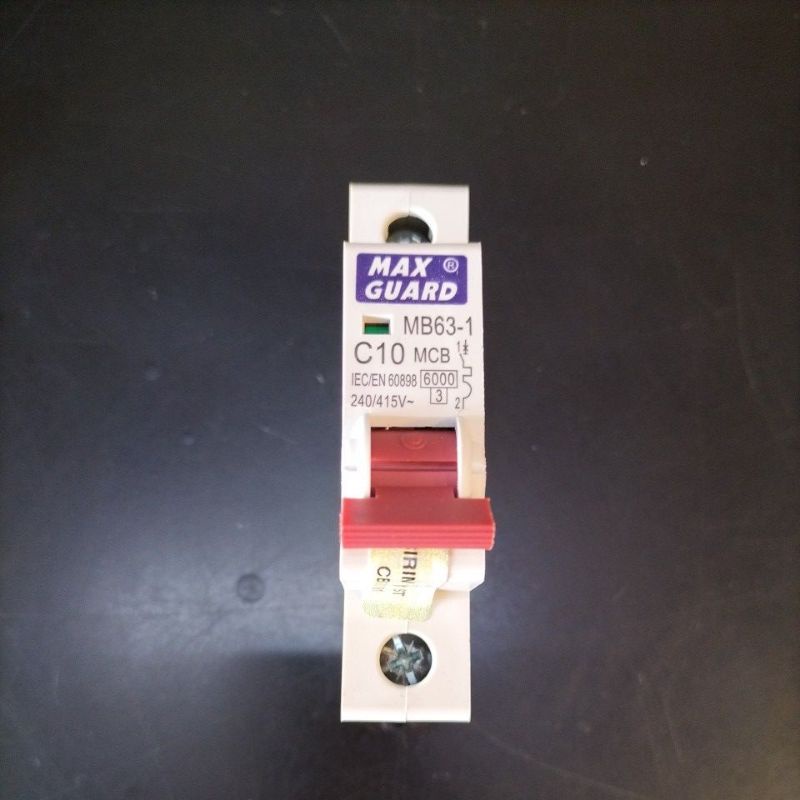 MAX ®
GUARD
MB63-1
C10 MCB
1
IEC/EN 60898 6000
3
240/415V~ 2